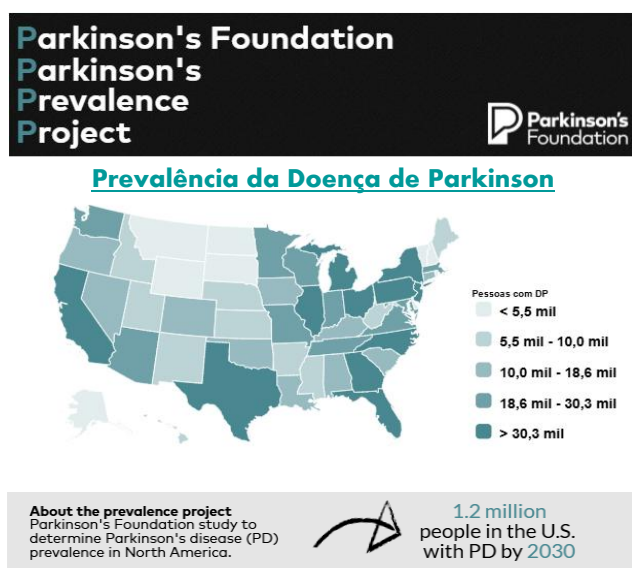 Parkinson's Foundation
Parkinson's
Prevalence
Project
Parkinson's
Foundation
Prevalência da Doença de Parkinson
Pessoas com DP
< 5,5 mil
5,5 mil - 10,0 mil
10,0 mil - 18,6 mil
18,6 mil - 30,3 mil
> 30,3 mil
About the prevalence project
Parkinson's Foundation study to
determine Parkinson's disease (PD)
prevalence in North America.
1.2 million
people in the U.S.
with PD by 2030